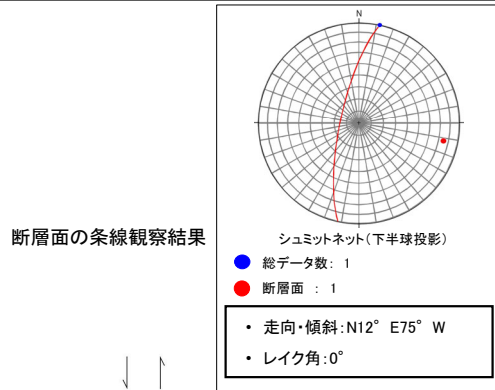 N
シュミットネット(下半球投影)
総データ数: 1
断層面 : 1
• 走向・傾斜:N12° E75° W
• レイク角:0°
断層面の条線観察結果